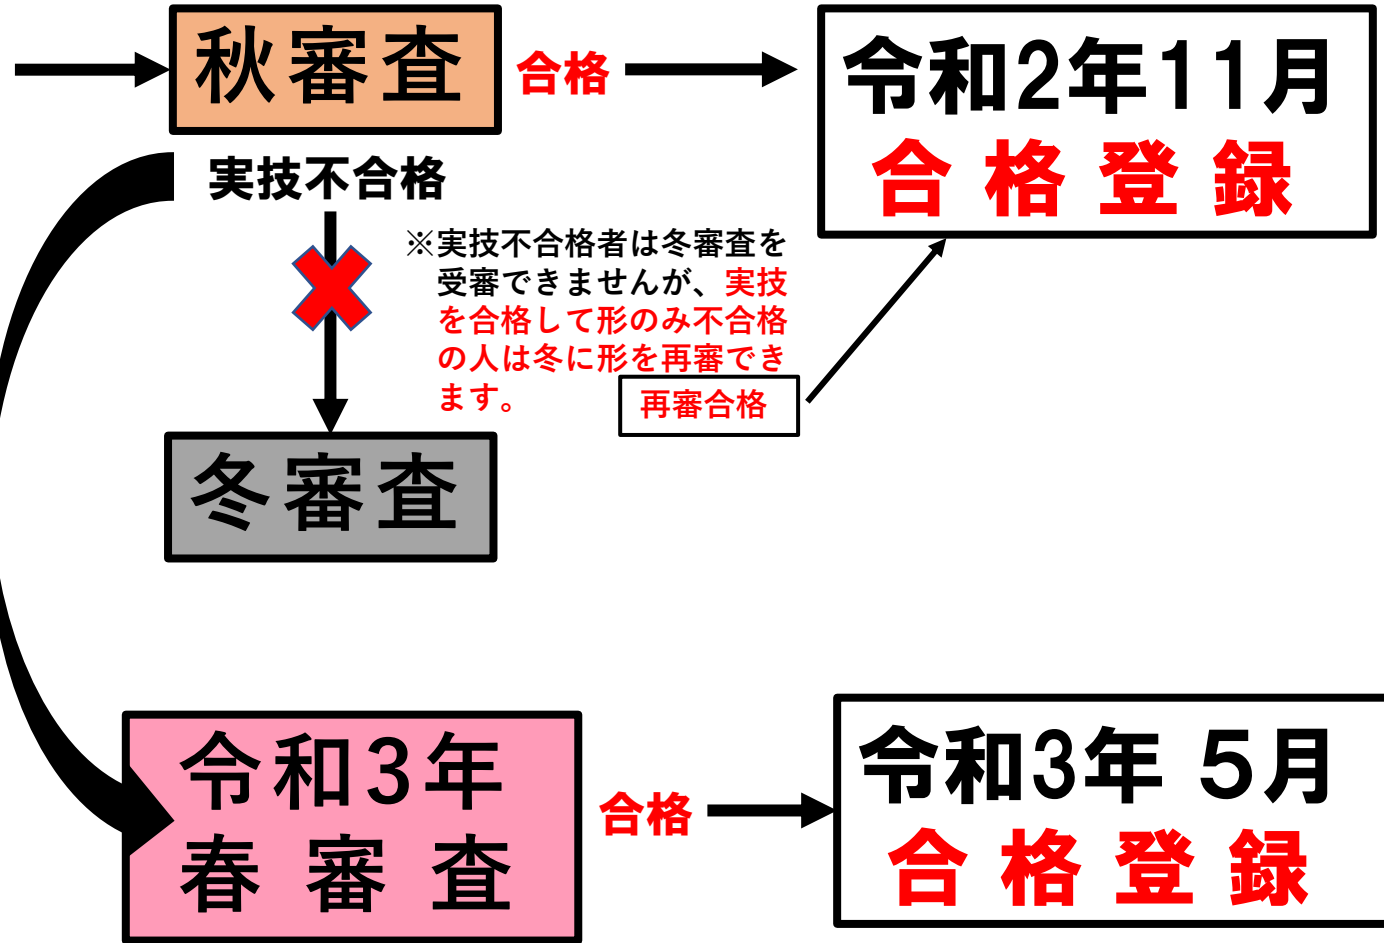 秋審査
合格
令和2年11月
合格登録
実技不合格
※実技不合格者は冬審査を
受審できませんが、実技
を合格して形のみ不合格
の人は冬に形を再審でき
ます。
再審合格
冬審査
令和3年
春審査
合格
令和3年 5月
合格登録